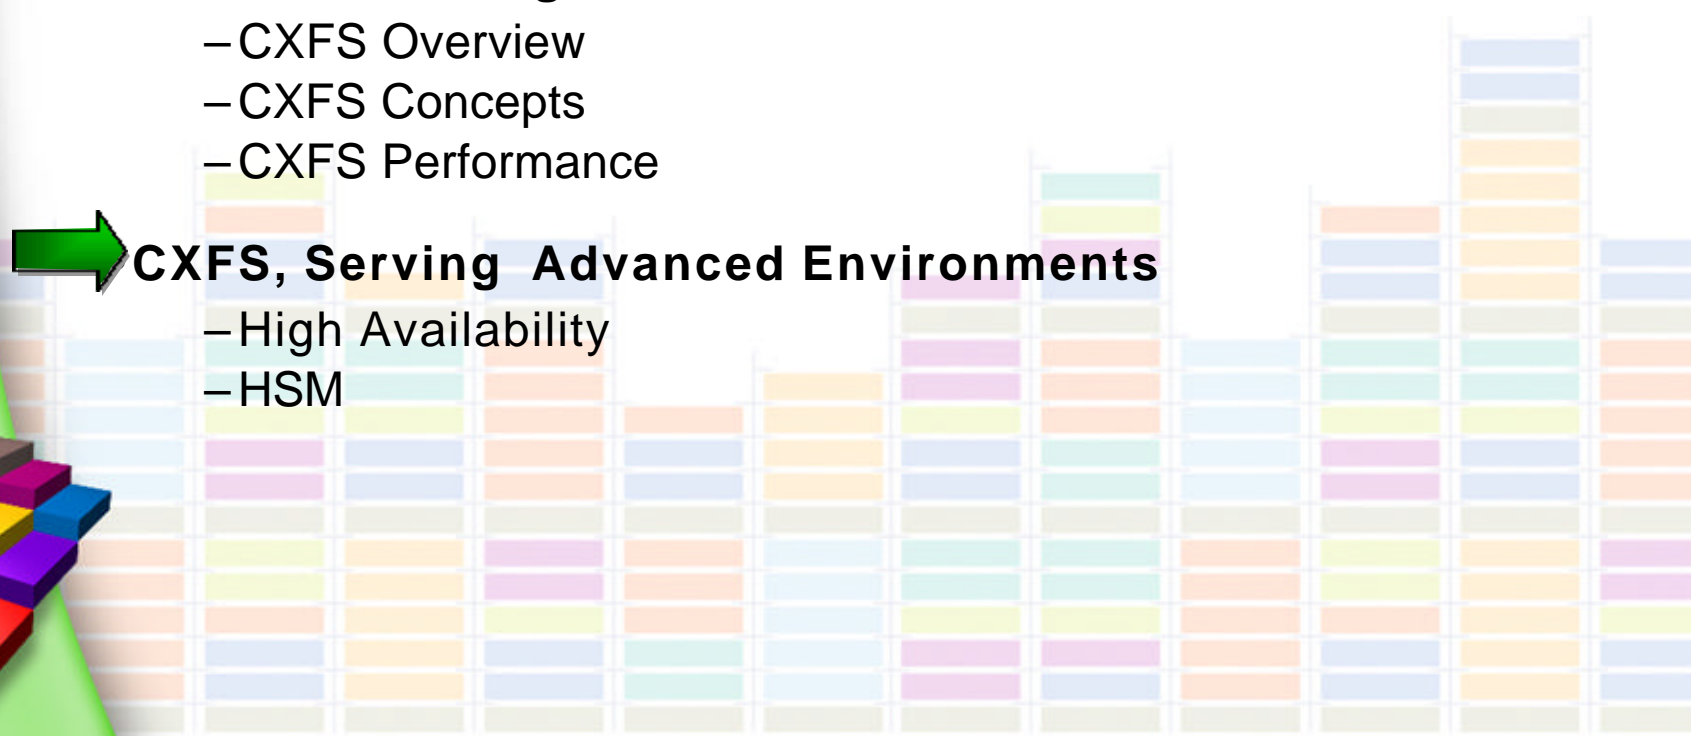 – CXFS Overview
– CXFS Concepts
– CXFS Performance
CXFS, Serving Advanced Environments
– High Availability
– HSM